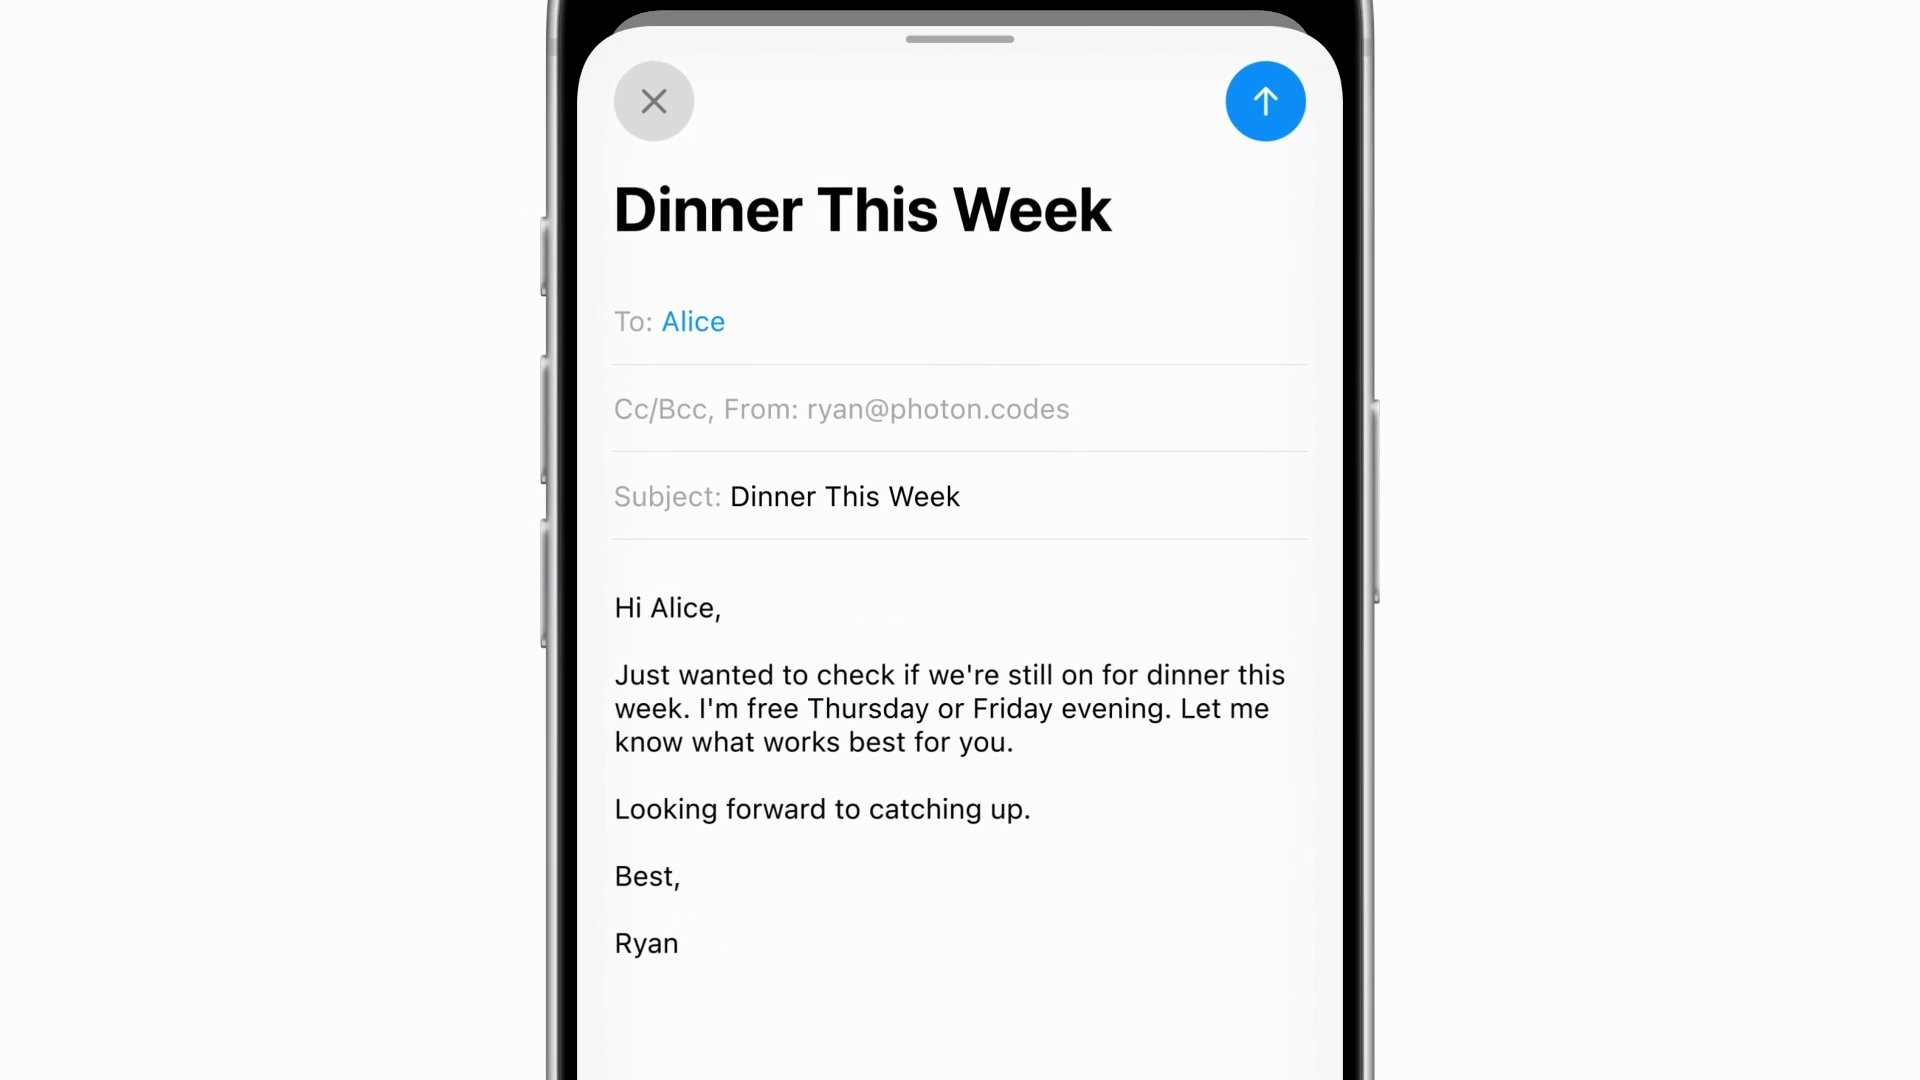 Dinner This Week
To: Alice
Cc/Bcc, From: ryan@photon.codes
Subject: Dinner This Week
Hi Alice,
Just wanted to check if we're still on for dinner this
week. I'm free Thursday or Friday evening. Let me
know what works best for you.
Looking forward to catching up.
Best,
Ryan